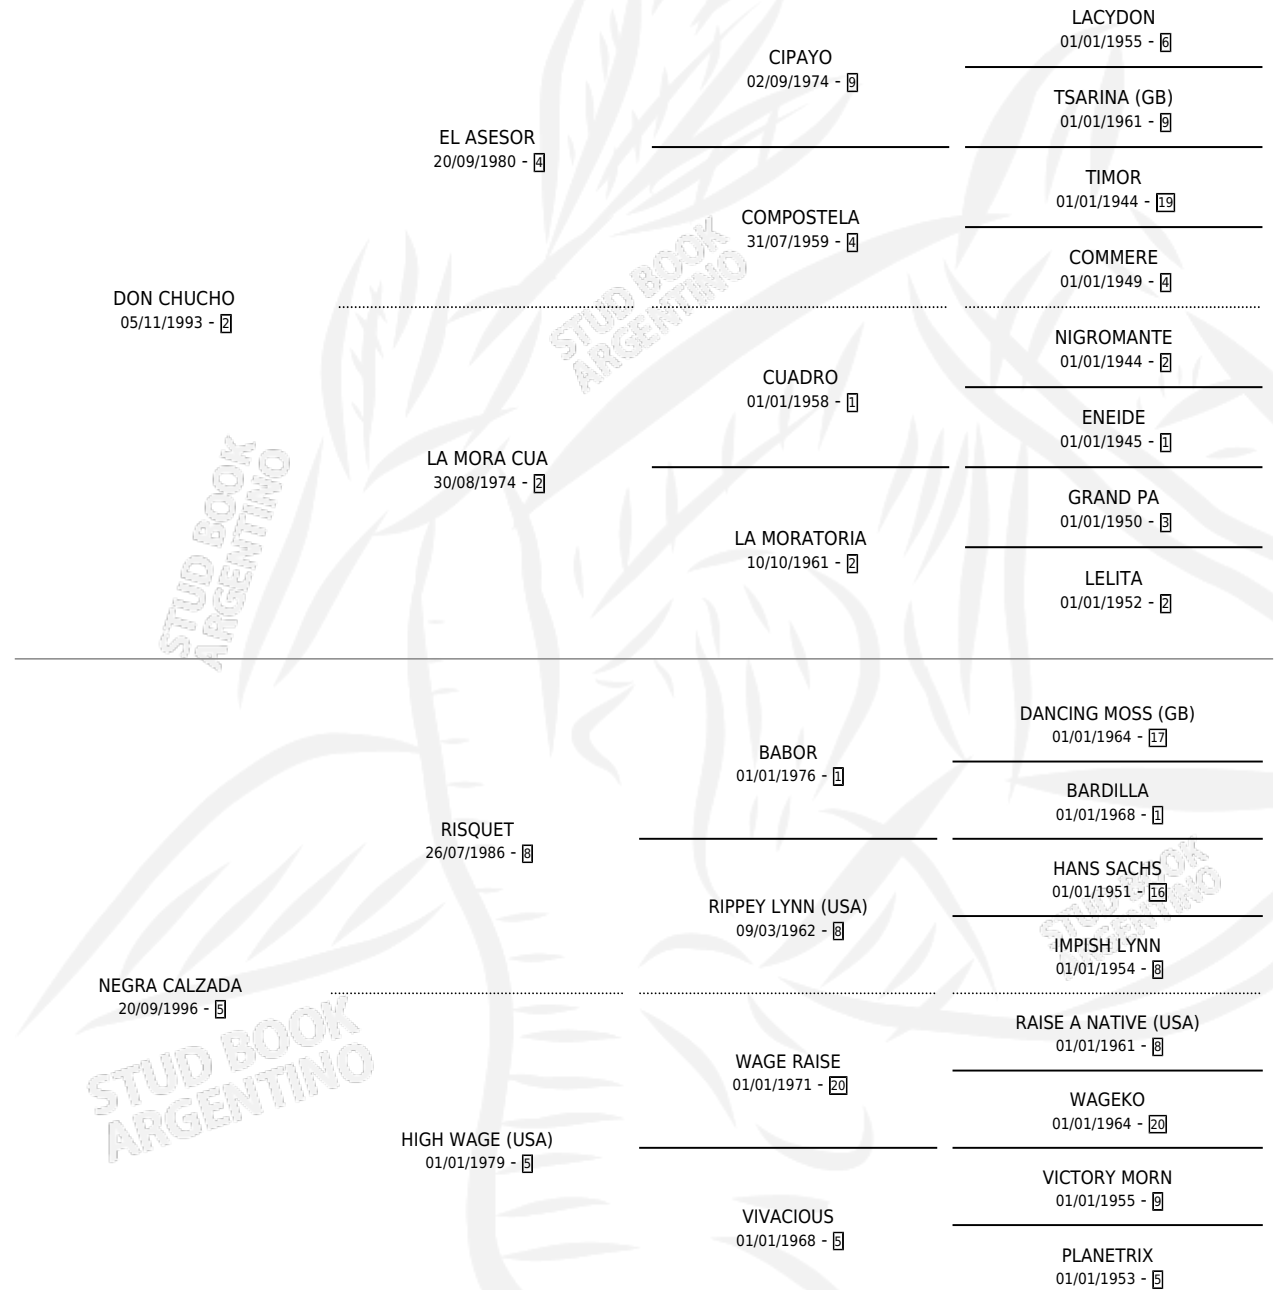 LACYDON
01/01/1955 - 6
CIPAYO
02/09/1974 - 9
TSARINA (GB)
01/01/1961 - 9
EL ASESOR
20/09/1980 - 4
TIMOR
01/01/1944 - 19
COMPOSTELA
31/07/1959 - 4
COMMERE
01/01/1949 - 4
DON CHUCHO
05/11/1993 - 2
NIGROMANTE
01/01/1944 - 2
CUADRO
01/01/1958 - 1
ENEIDE
01/01/1945 - 1
LA MORA CUA
30/08/1974 - 2
GRAND PA
01/01/1950 - 3
LA MORATORIA
10/10/1961 - 2
LELITA
01/01/1952 - 2
STUD BOOK
ARGENTINO
STUD BOOK
ARGENTINO
DANCING MOSS (GB)
01/01/1964 - 17
BABOR
01/01/1976 - 1
BARDILLA
01/01/1968 - 1
RISQUET
26/07/1986 - 8
HANS SACHS
01/01/1951 - 16
RIPPEY LYNN (USA)
09/03/1962 - 8
IMPISH LYNN
01/01/1954 - 8
NEGRA CALZADA
20/09/1996 - 5
RAISE A NATIVE (USA)
01/01/1961 - 8
WAGE RAISE
01/01/1971 - 20
WAGEKO
01/01/1964 - 20
HIGH WAGE (USA)
01/01/1979 - 5
VICTORY MORN
01/01/1955 - 9
VIVACIOUS
01/01/1968 - 5
PLANETRIX
01/01/1953 - 5
STUD BOOK
ARGENTINO
STUD BOOK
ARGENTINO